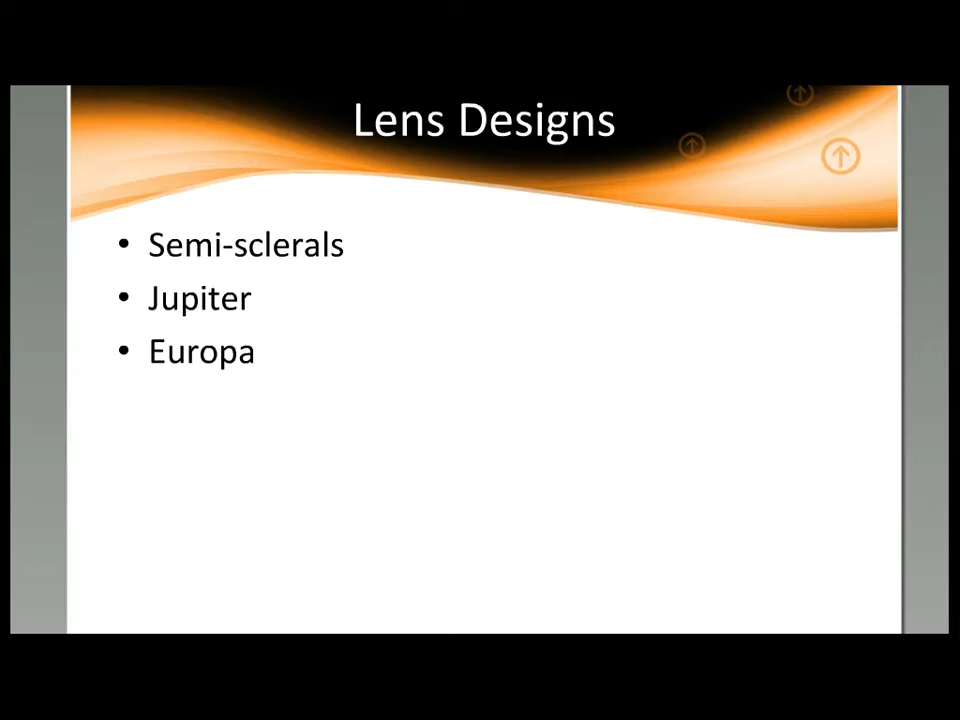 Lens Designs
• Semi-sclerals
• Jupiter
• Europa